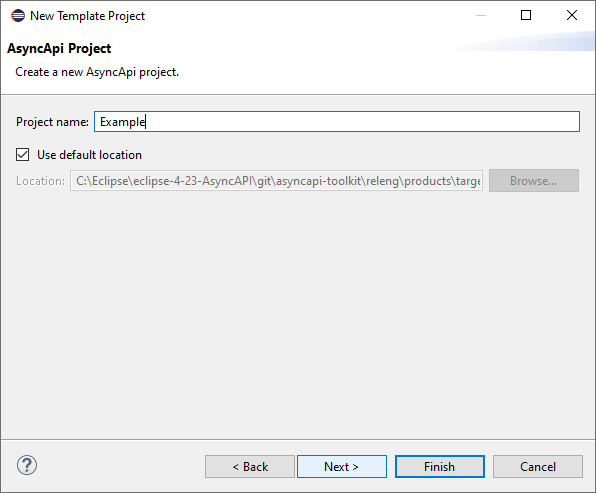 New Template Project
AsyncApi Project
Create a new AsyncApi project.
Project name: Example
Use default location
Location: C:\Eclipse\eclipse-4-23-AsyncAPI\git\asyncapi-toolkit\releng\products\targe
Browse...
? < Back Next > Finish Cancel